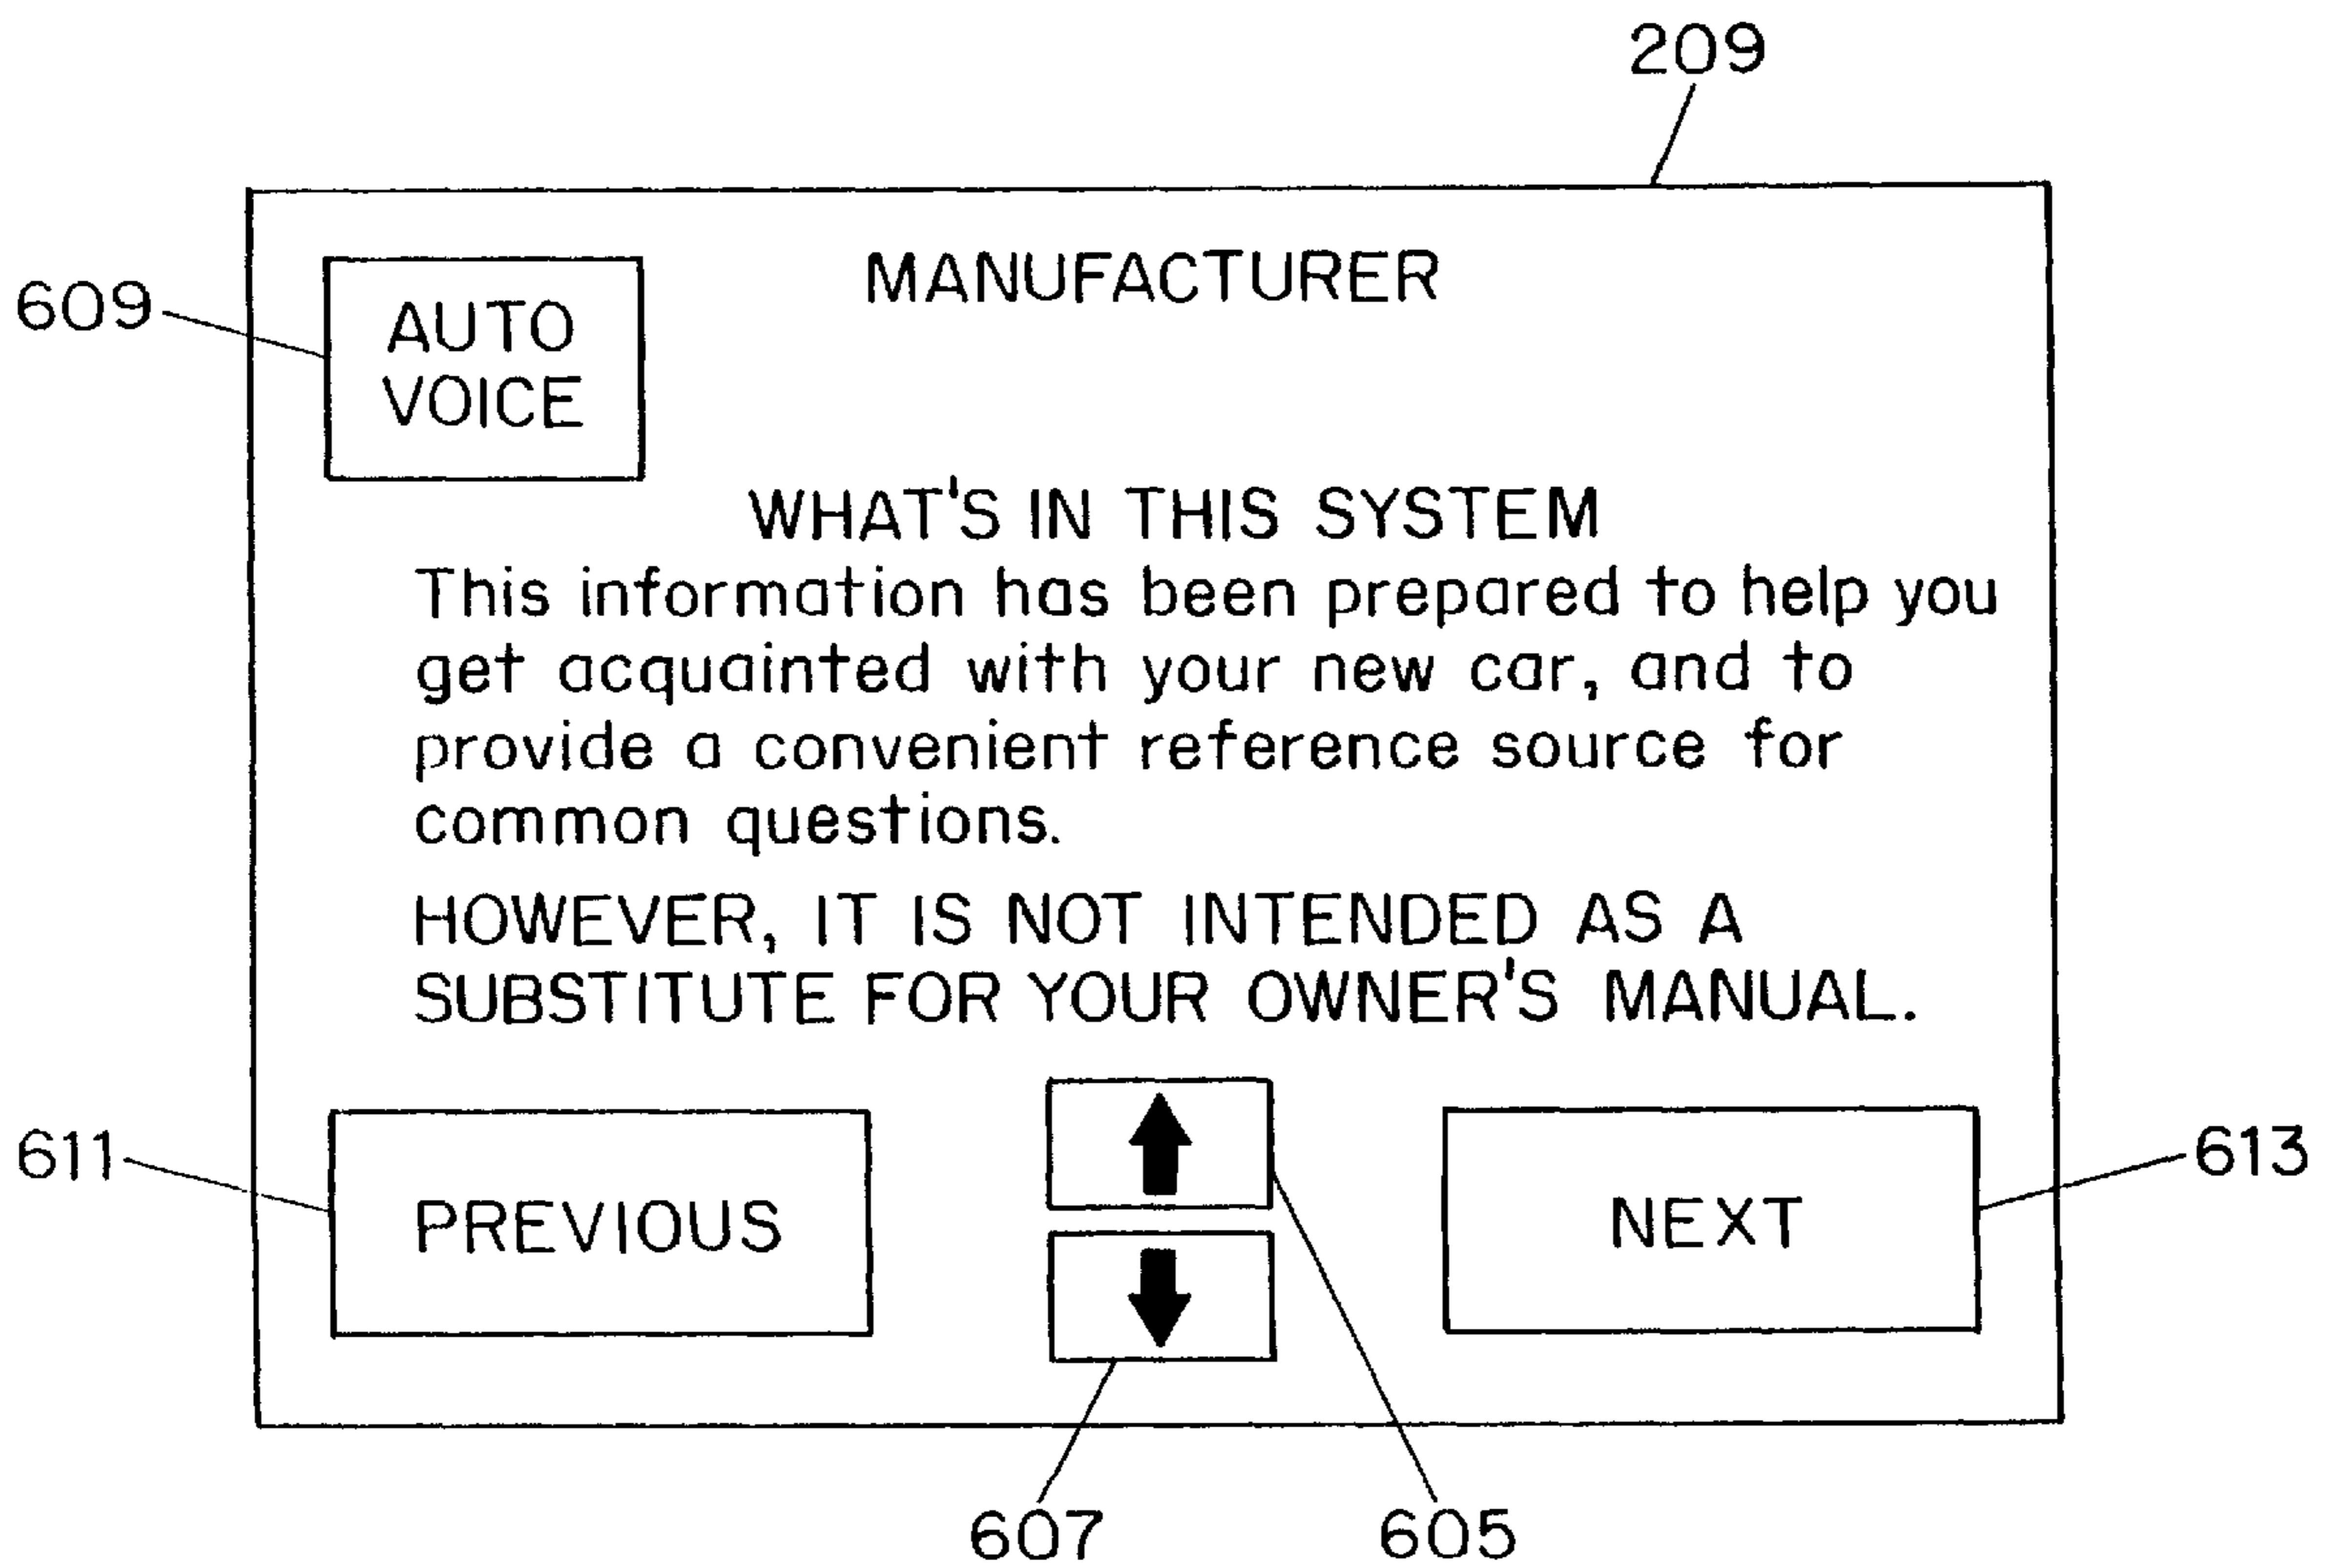 209
MANUFACTURER
609
AUTO
VOICE
WHAT'S IN THIS SYSTEM
This information has been prepared to help you
get acquainted with your new car, and to
provide a convenient reference source for
common questions.
HOWEVER, IT IS NOT INTENDED AS A
SUBSTITUTE FOR YOUR OWNER'S MANUAL.
611
PREVIOUS
NEXT
613
607
605